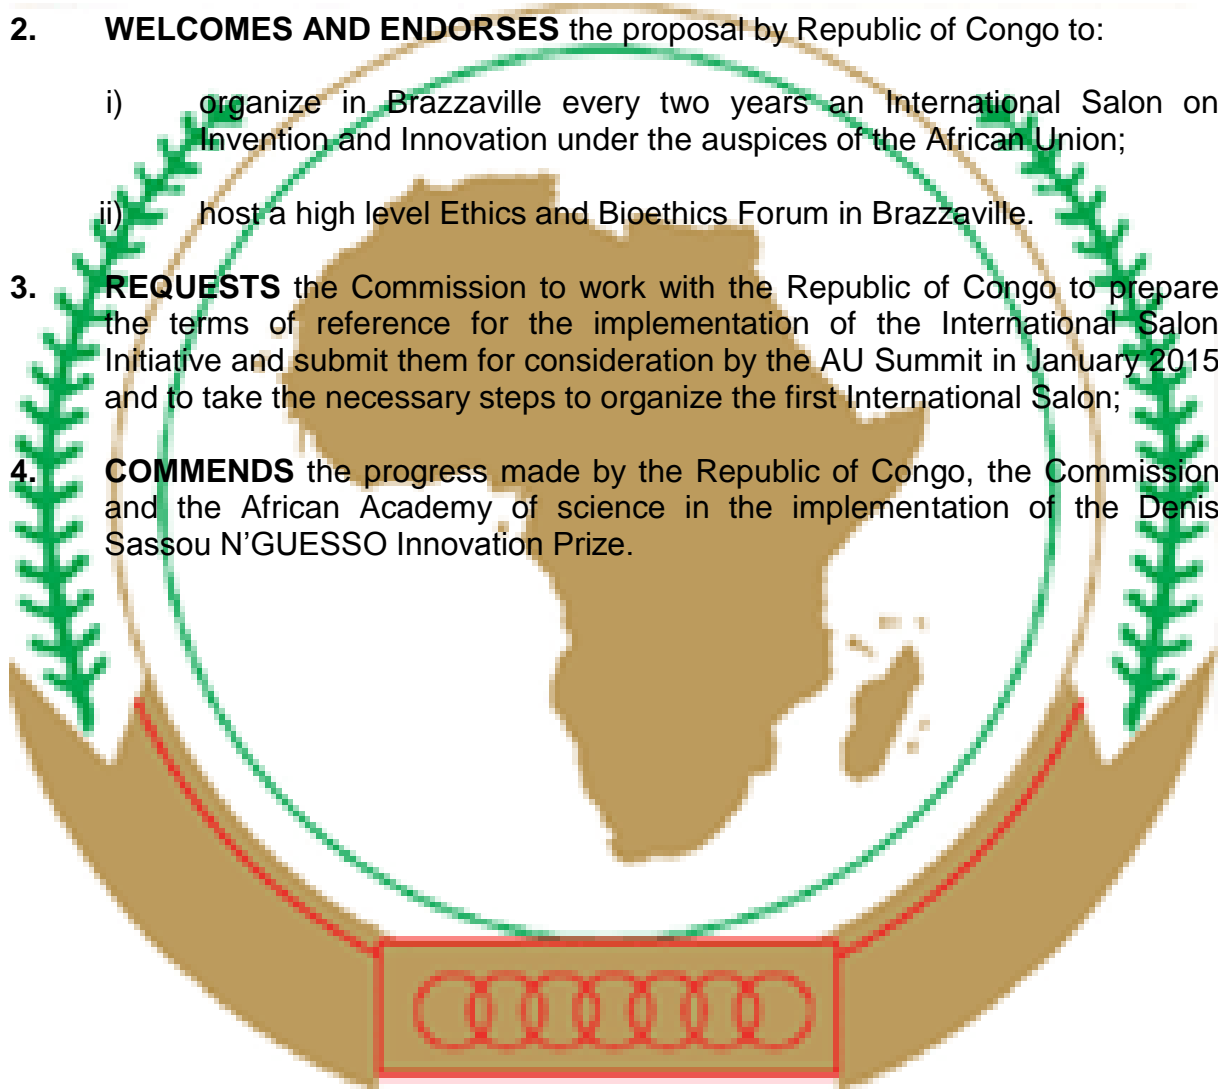 2. WELCOMES AND ENDORSES the proposal by Republic of Congo to:
i) organize in Brazzaville every two years an International Salon on
Invention and Innovation under the auspices of the African Union;
ii) host a high level Ethics and Bioethics Forum in Brazzaville.
3. REQUESTS the Commission to work with the Republic of Congo to prepare
the terms of reference for the implementation of the International Salon
Initiative and submit them for consideration by the AU Summit in January 2015
and to take the necessary steps to organize the first International Salon;
4. COMMENDS the progress made by the Republic of Congo, the Commission
and the African Academy of science in the implementation of the Denis
Sassou N’GUESSO Innovation Prize.